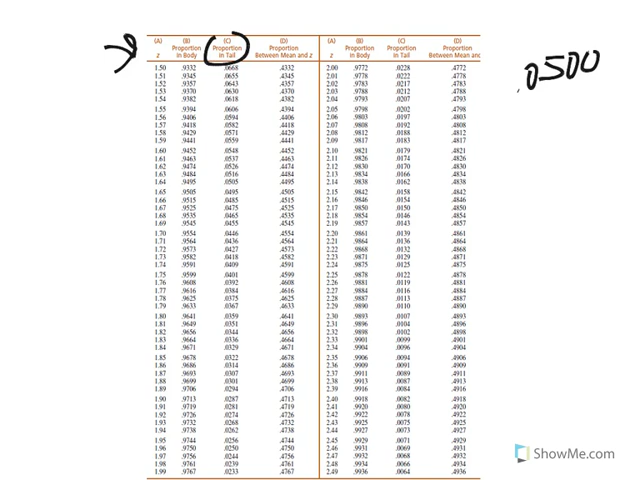 (A) (B) (C) (D) (A) (B) (C) (D)
Proportion Proportion Proportion Proportion Proportion Proportion
z in Body in Tail Between Mean and z z in Body in Tail Between Mean and
.0500
1.50 .9332 .0668 .4332 2.00 .9772 .0228 .4772
1.51 .9345 .0655 .4345 2.01 .9778 .0222 .4778
1.52 .9357 .0643 .4357 2.02 .9783 .0217 .4783
1.53 .9370 .0630 .4370 2.03 .9788 .0212 .4788
1.54 .9382 .0618 .4382 2.04 .9793 .0207 .4793
1.55 .9394 .0606 .4394 2.05 .9798 .0202 .4798
1.56 .9406 .0594 .4406 2.06 .9803 .0197 .4803
1.57 .9418 .0582 .4418 2.07 .9808 .0192 .4808
1.58 .9429 .0571 .4429 2.08 .9812 .0188 .4812
1.59 .9441 .0559 .4441 2.09 .9817 .0183 .4817
1.60 .9452 .0548 .4452 2.10 .9821 .0179 .4821
1.61 .9463 .0537 .4463 2.11 .9826 .0174 .4826
1.62 .9474 .0526 .4474 2.12 .9830 .0170 .4830
1.63 .9484 .0516 .4484 2.13 .9834 .0166 .4834
1.64 .9495 .0505 .4495 2.14 .9838 .0162 .4838
1.65 .9505 .0495 .4505 2.15 .9842 .0158 .4842
1.66 .9515 .0485 .4515 2.16 .9846 .0154 .4846
1.67 .9525 .0475 .4525 2.17 .9850 .0150 .4850
1.68 .9535 .0465 .4535 2.18 .9854 .0146 .4854
1.69 .9545 .0455 .4545 2.19 .9857 .0143 .4857
1.70 .9554 .0446 .4554 2.20 .9861 .0139 .4861
1.71 .9564 .0436 .4564 2.21 .9864 .0136 .4864
1.72 .9573 .0427 .4573 2.22 .9868 .0132 .4868
1.73 .9582 .0418 .4582 2.23 .9871 .0129 .4871
1.74 .9591 .0409 .4591 2.24 .9875 .0125 .4875
1.75 .9599 .0401 .4599 2.25 .9878 .0122 .4878
1.76 .9608 .0392 .4608 2.26 .9881 .0119 .4881
1.77 .9616 .0384 .4616 2.27 .9884 .0116 .4884
1.78 .9625 .0375 .4625 2.28 .9887 .0113 .4887
1.79 .9633 .0367 .4633 2.29 .9890 .0110 .4890
1.80 .9641 .0359 .4641 2.30 .9893 .0107 .4893
1.81 .9649 .0351 .4649 2.31 .9896 .0104 .4896
1.82 .9656 .0344 .4656 2.32 .9898 .0102 .4898
1.83 .9664 .0336 .4664 2.33 .9901 .0099 .4901
1.84 .9671 .0329 .4671 2.34 .9904 .0096 .4904
1.85 .9678 .0322 .4678 2.35 .9906 .0094 .4906
1.86 .9686 .0314 .4686 2.36 .9909 .0091 .4909
1.87 .9693 .0307 .4693 2.37 .9911 .0089 .4911
1.88 .9699 .0301 .4699 2.38 .9913 .0087 .4913
1.89 .9706 .0294 .4706 2.39 .9916 .0084 .4916
1.90 .9713 .0287 .4713 2.40 .9918 .0082 .4918
1.91 .9719 .0281 .4719 2.41 .9920 .0080 .4920
1.92 .9726 .0274 .4726 2.42 .9922 .0078 .4922
1.93 .9732 .0268 .4732 2.43 .9925 .0075 .4925
1.94 .9738 .0262 .4738 2.44 .9927 .0073 .4927
1.95 .9744 .0256 .4744 2.45 .9929 .0071 .4929
1.96 .9750 .0250 .4750 2.46 .9931 .0069 .4931
1.97 .9756 .0244 .4756 2.47 .9932 .0068 .4932
1.98 .9761 .0239 .4761 2.48 .9934 .0066 .4934
1.99 .9767 .0233 .4767 2.49 .9936 .0064 .4936
ShowMe.com